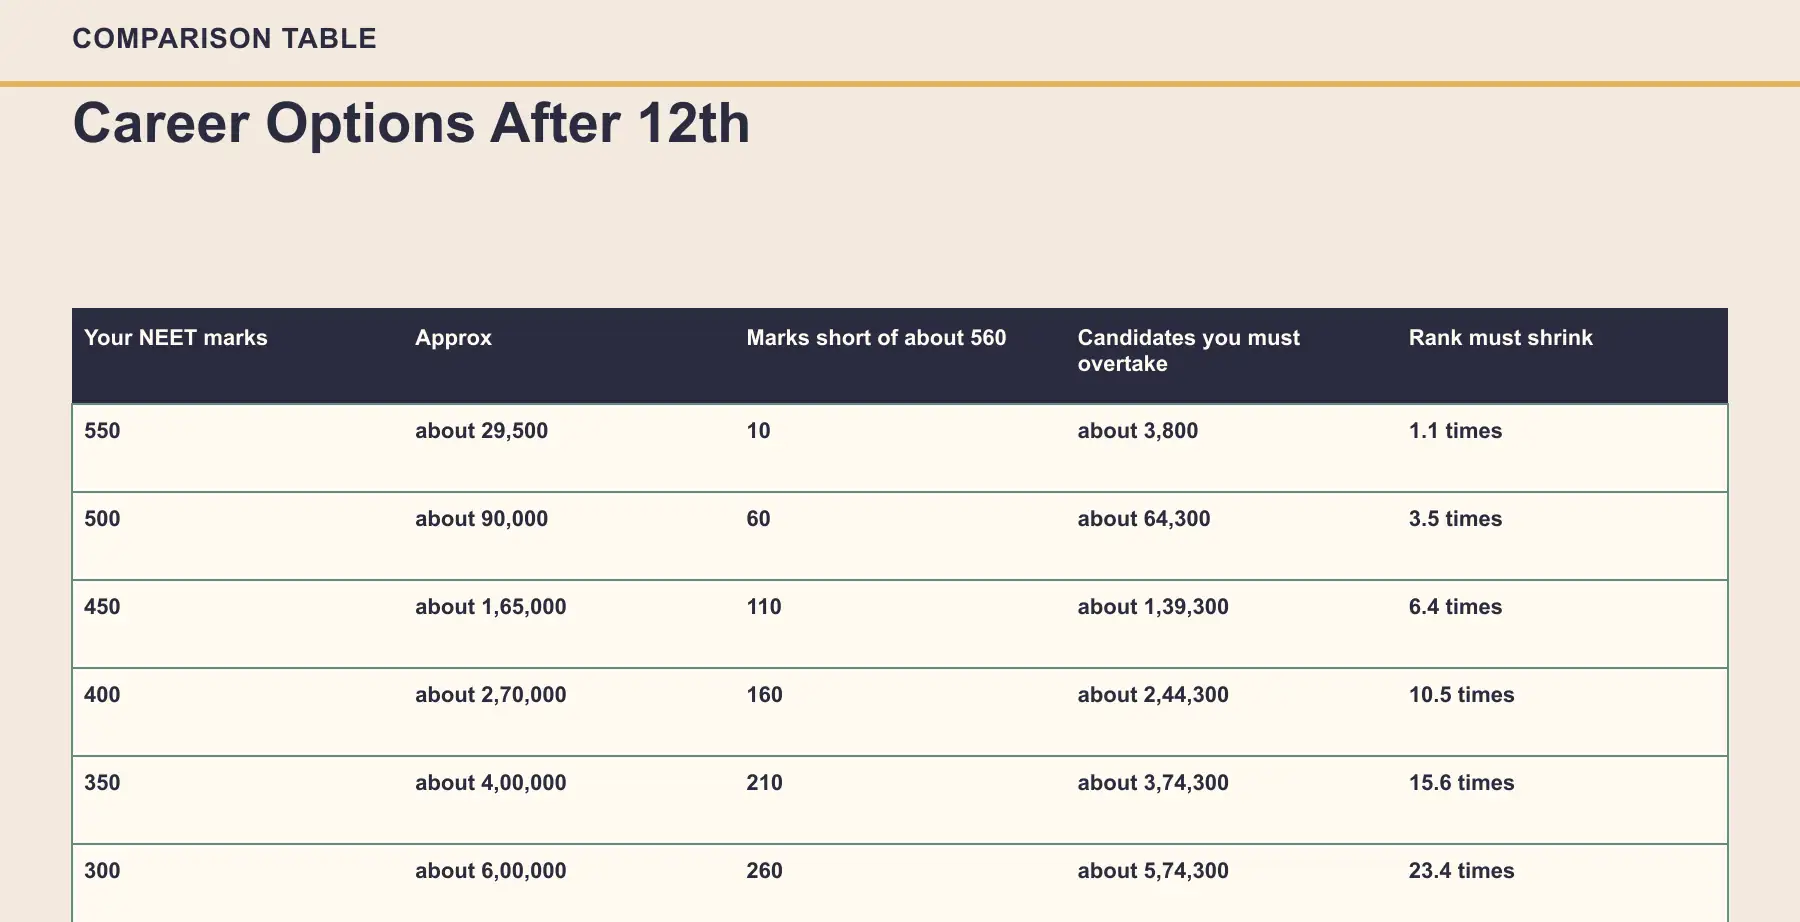 COMPARISON TABLE
Career Options After 12th
Your NEET marks Approx Marks short of about 560 Candidates you must overtake Rank must shrink
550 about 29,500 10 about 3,800 1.1 times
500 about 90,000 60 about 64,300 3.5 times
450 about 1,65,000 110 about 1,39,300 6.4 times
400 about 2,70,000 160 about 2,44,300 10.5 times
350 about 4,00,000 210 about 3,74,300 15.6 times
300 about 6,00,000 260 about 5,74,300 23.4 times